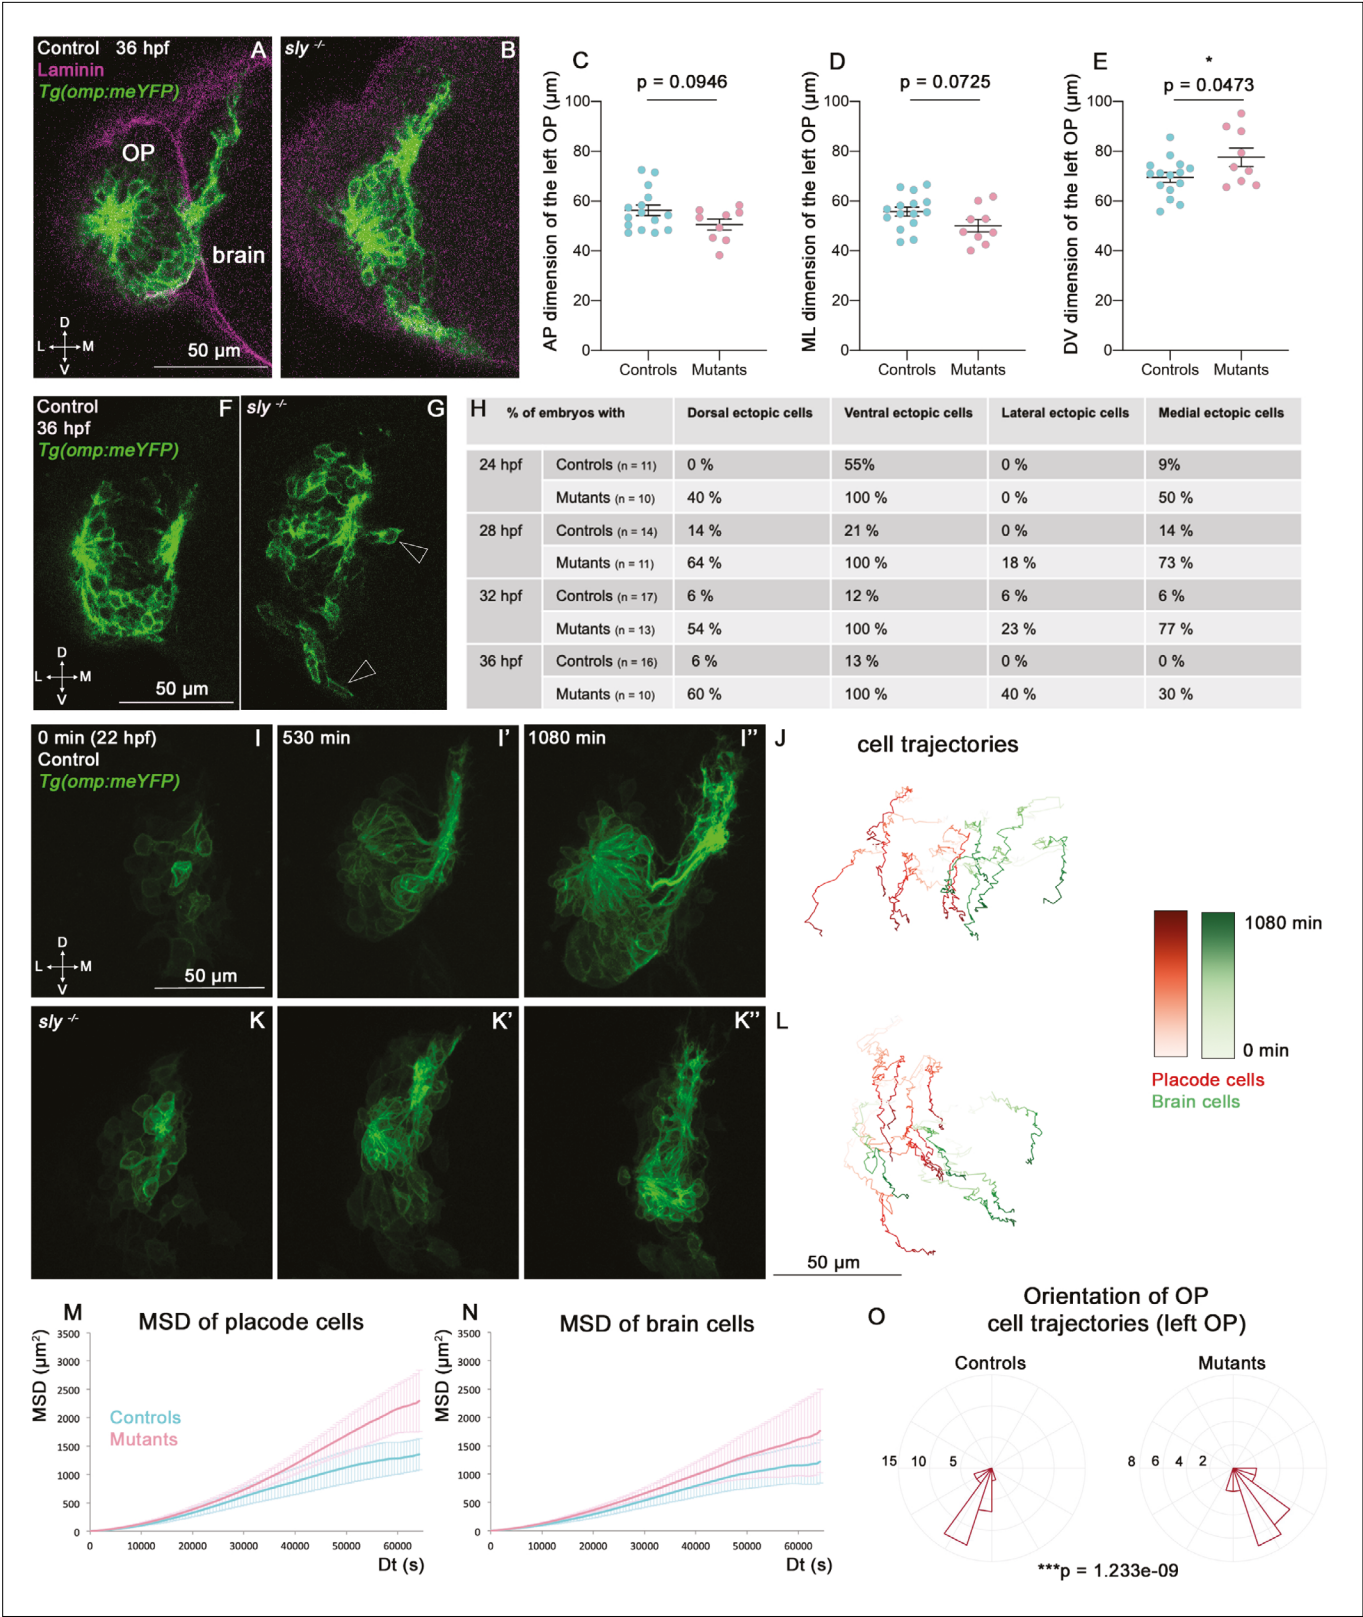 Control 36 hpf
A
Laminin
Tg(omp:meYFP)
OP
brain
D
L M
V
50 µm
sly -/-
B
C
p = 0.0946
AP dimension of the left OP (µm)
100
80
60
40
20
0
Controls Mutants
D
p = 0.0725
ML dimension of the left OP (µm)
100
80
60
40
20
0
Controls Mutants
E
*
p = 0.0473
DV dimension of the left OP (µm)
100
80
60
40
20
0
Controls Mutants
Control
F
36 hpf
Tg(omp:meYFP)
D
L M
V
50 µm
sly -/-
G
H
% of embryos with Dorsal ectopic cells Ventral ectopic cells Lateral ectopic cells Medial ectopic cells
24 hpf Controls (n = 11) 0 % 55% 0 % 9%
Mutants (n = 10) 40 % 100 % 0 % 50 %
28 hpf Controls (n = 14) 14 % 21 % 0 % 14 %
Mutants (n = 11) 64 % 100 % 18 % 73 %
32 hpf Controls (n = 17) 6 % 12 % 6 % 6 %
Mutants (n = 13) 54 % 100 % 23 % 77 %
36 hpf Controls (n = 16) 6 % 13 % 0 % 0 %
Mutants (n = 10) 60 % 100 % 40 % 30 %
0 min (22 hpf)
I
Control
Tg(omp:meYFP)
D
L M
V
50 µm
530 min
I'
1080 min
I''
J
cell trajectories
1080 min
0 min
Placode cells
Brain cells
sly -/-
K
K'
K''
L
50 µm
M
MSD of placode cells
MSD (µm²)
3500
3000
2500
2000
1500
1000
500
0
Controls
Mutants
0 10000 20000 30000 40000 50000 60000
Dt (s)
N
MSD of brain cells
MSD (µm²)
3500
3000
2500
2000
1500
1000
500
0
0 10000 20000 30000 40000 50000 60000
Dt (s)
O
Orientation of OP
cell trajectories (left OP)
Controls
15 10 5
Mutants
8 6 4 2
***p = 1.233e-09